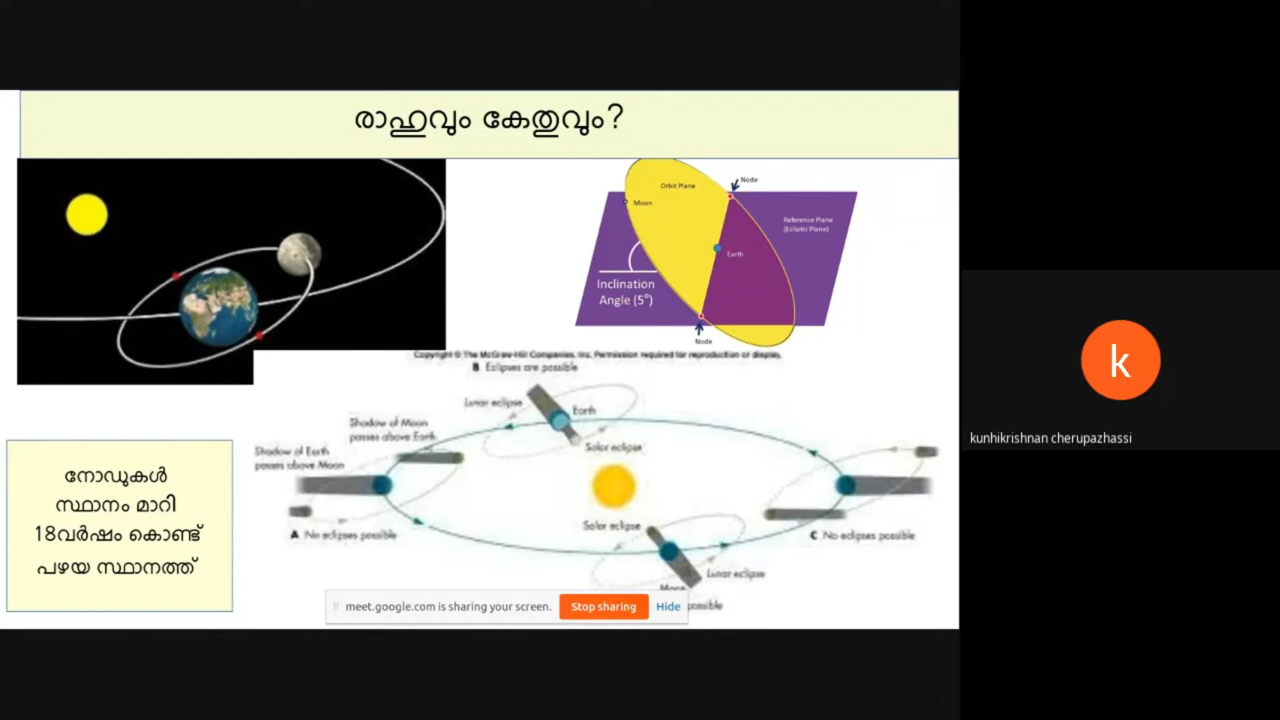 രാഹുവും കേതുവും?
Orbit Plane
Node
Moon
Reference Plane
(Ecliptic Plane)
Earth
Inclination
Angle (5°)
Node
Copyright © The McGraw-Hill Companies, Inc. Permission required for reproduction or display.
B Eclipses are possible
Lunar eclipse
Earth
Solar eclipse
Shadow of Moon
passes above Earth
Shadow of Earth
passes above Moon
A No eclipses possible
Solar eclipse
C No eclipses possible
Lunar eclipse
Moon
possible
നോഡുകൾ
സ്ഥാനം മാറി
18വർഷം കൊണ്ട്
പഴയ സ്ഥാനത്ത്
meet.google.com is sharing your screen.
Stop sharing
Hide
k
kunhikrishnan cherupazhassi